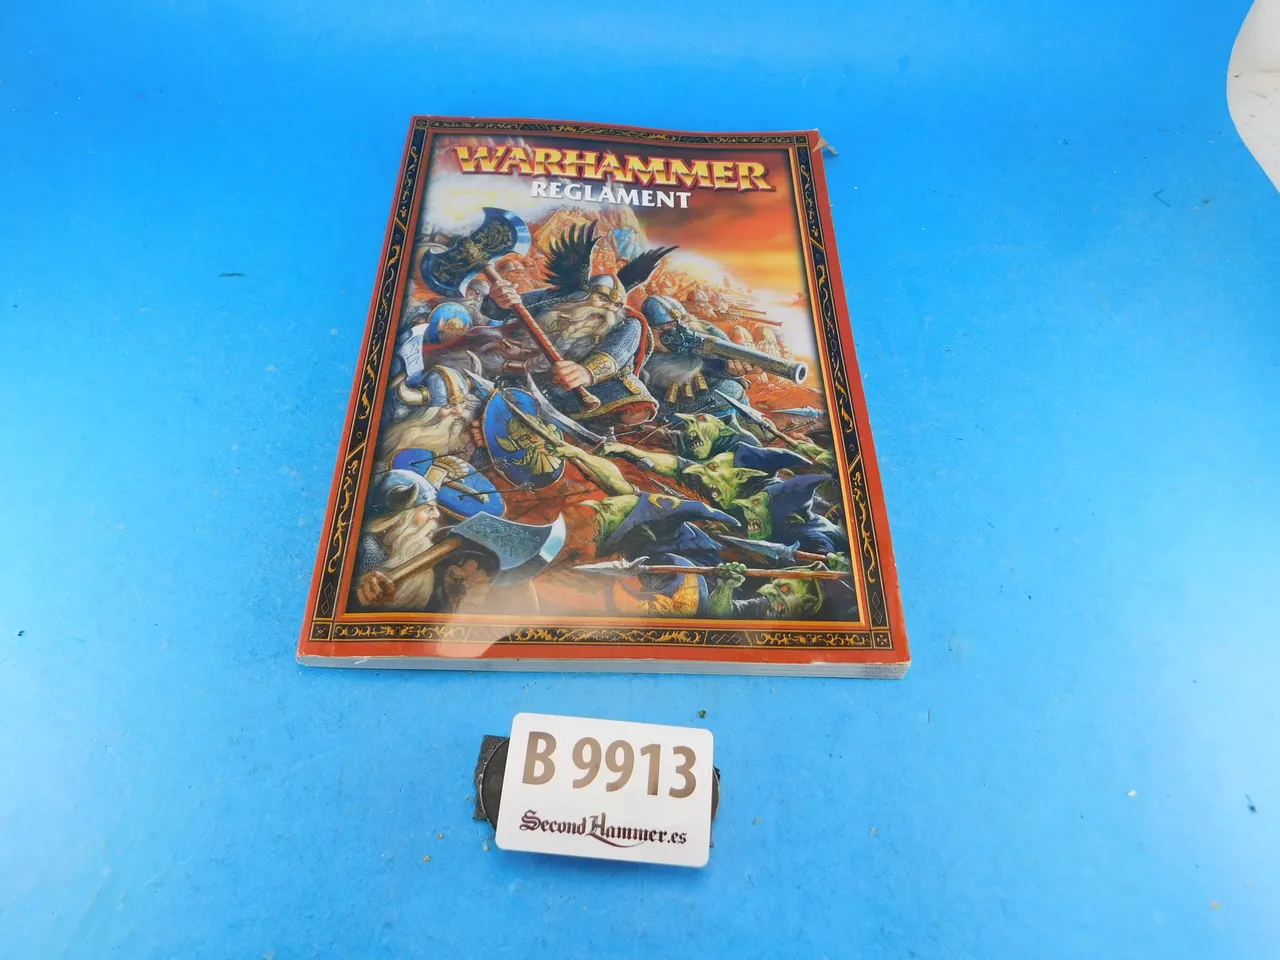 WARHAMMER
REGLAMENT
B 9913
SecondHammer.es